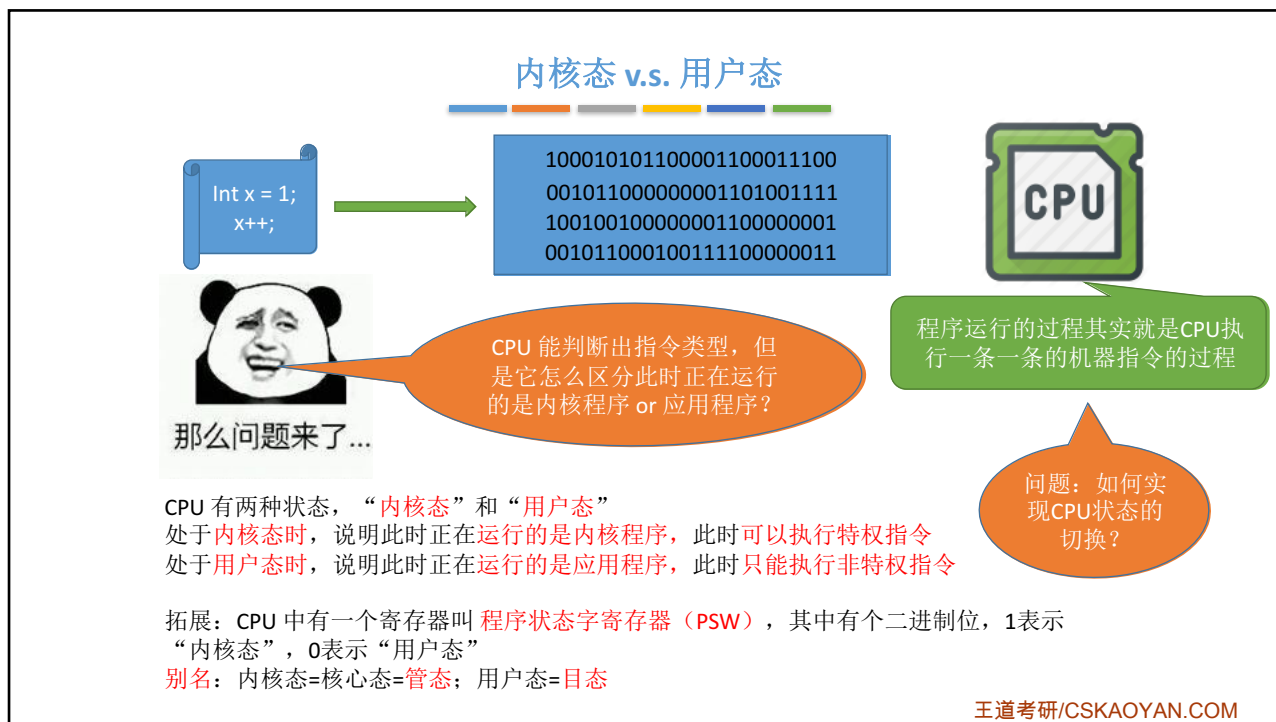 内核态 v.s. 用户态
Int x = 1;
x++;
100010101100001100011100
001011000000001101001111
100100100000001100000001
001011000100111100000011
CPU
程序运行的过程其实就是CPU执
行一条一条的机器指令的过程
CPU 能判断出指令类型，但
是它怎么区分此时正在运行
的是内核程序 or 应用程序？
那么问题来了...
问题：如何实
现CPU状态的
切换？
CPU 有两种状态，“内核态”和“用户态”
处于内核态时，说明此时正在运行的是内核程序，此时可以执行特权指令
处于用户态时，说明此时正在运行的是应用程序，此时只能执行非特权指令
拓展：CPU 中有一个寄存器叫 程序状态字寄存器（PSW），其中有个二进制位，1表示
“内核态”，0表示“用户态”
别名：内核态=核心态=管态；用户态=目态
王道考研/CSKAOYAN.COM